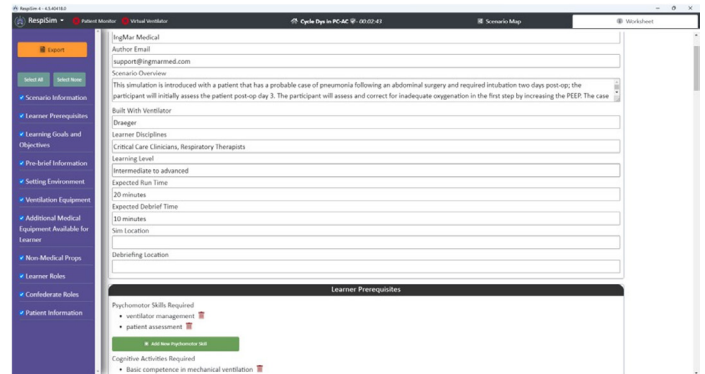 RespiSim 4 - 4.5.40418.0
RespiSim
Patient Monitor
Virtual Ventilator
Cycle Dys in PC-AC
- 00:02:43
Scenario Map
Worksheet
Export
Select All
Select None
Scenario Information
Learner Prerequisites
Learning Goals and
Objectives
Pre-brief Information
Setting Environment
Ventilation Equipment
Additional Medical
Equipment Available for
Learner
Non-Medical Props
Learner Roles
Confederate Roles
Patient Information
IngMar Medical
Author Email
support@ingmarmed.com
Scenario Overview
This simulation is introduced with a patient that has a probable case of pneumonia following an abdominal surgery and required intubation two days post-op; the
participant will initially assess the patient post-op day 3. The participant will assess and correct for inadequate oxygenation in the first step by increasing the PEEP. The case
Built With Ventilator
Draeger
Learner Disciplines
Critical Care Clinicians, Respiratory Therapists
Learning Level
Intermediate to advanced
Expected Run Time
20 minutes
Expected Debrief Time
10 minutes
Sim Location
Debriefing Location
Learner Prerequisites
Psychomotor Skills Required
• ventilator management
• patient assessment
Add New Psychomotor Skill
Cognitive Activities Required
• Basic competence in mechanical ventilation